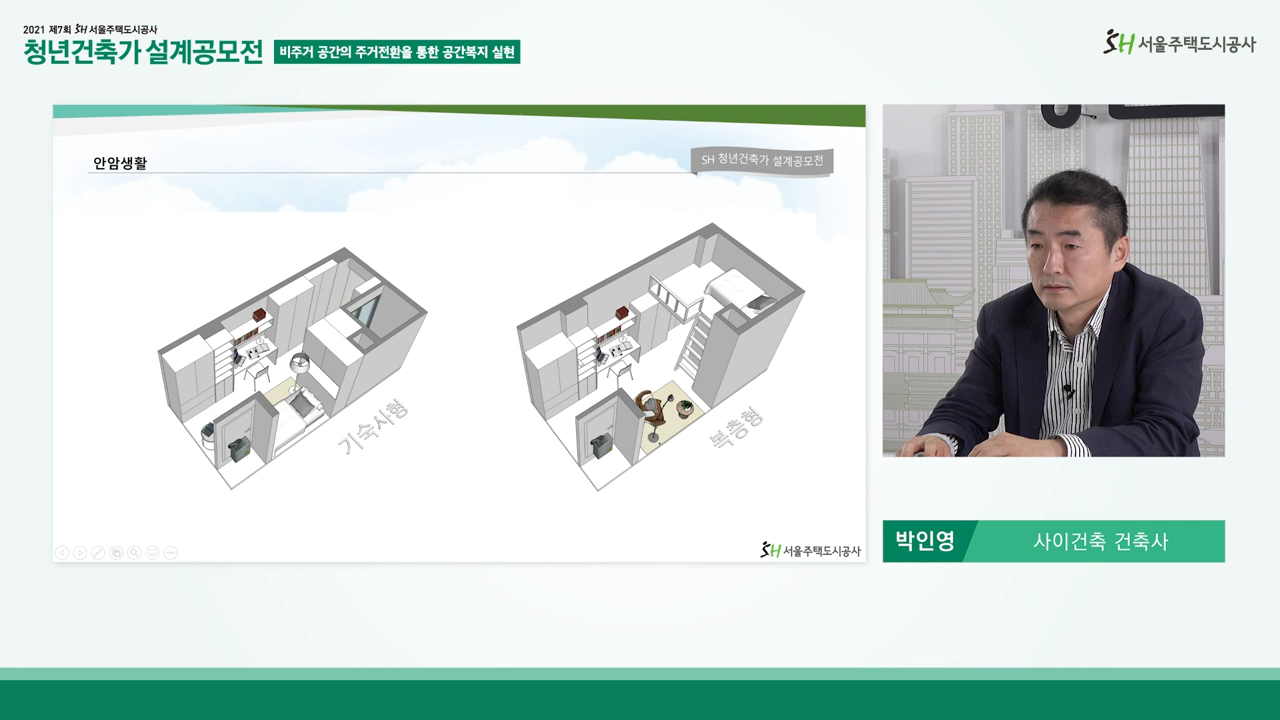 2021 제7회 SH 서울주택도시공사
청년건축가 설계공모전 비주거 공간의 주거전환을 통한 공간복지 실현
SH 서울주택도시공사
안암생활
SH 청년건축가 설계공모전
기숙사형
복층형
SH 서울주택도시공사
박인영 사이건축 건축사